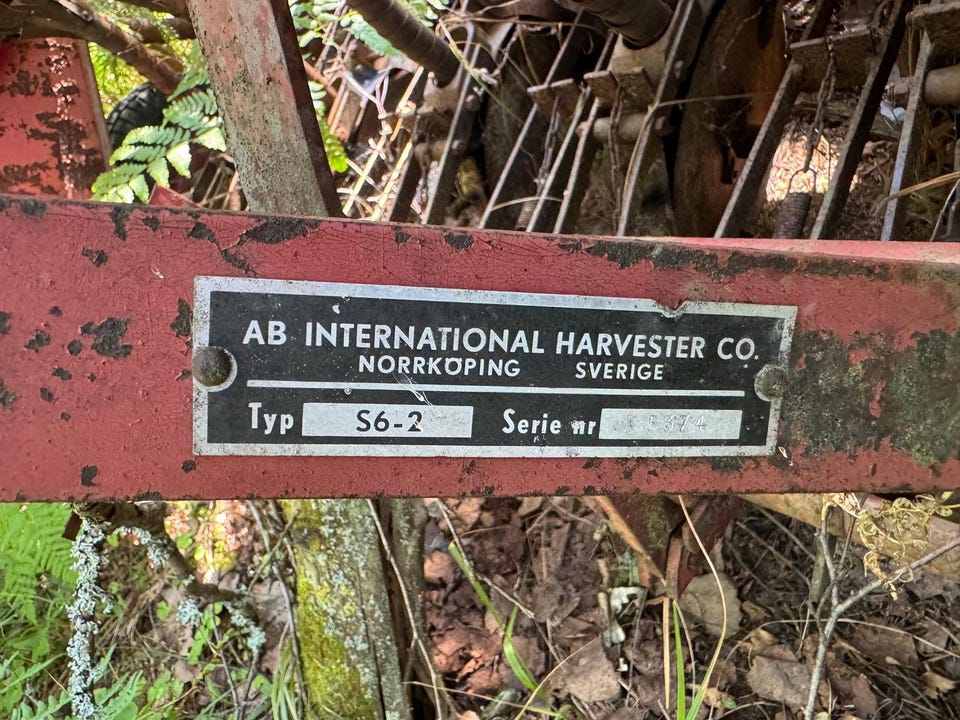 AB INTERNATIONAL HARVESTER CO.
NORRKÖPING SVERIGE
Typ S6-2 Serie nr